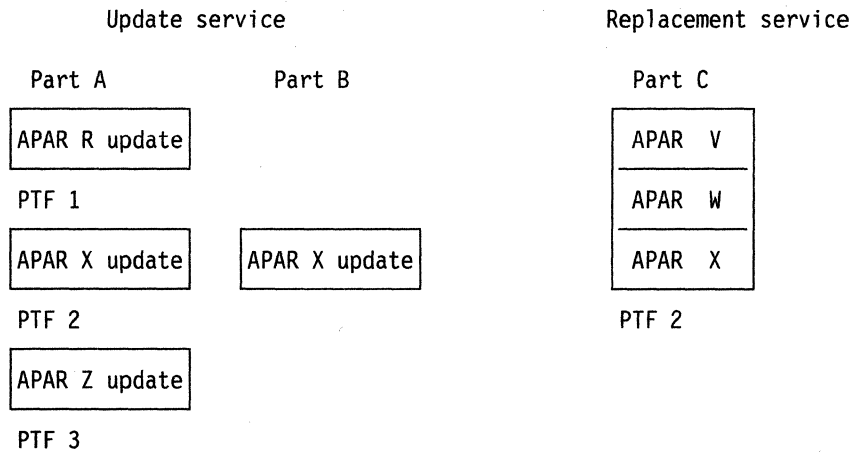 Update service Replacement service
Part A Part B Part C
APAR R update APAR V
PTF 1 APAR W
APAR X update APAR X update APAR X
PTF 2 PTF 2
APAR Z update
PTF 3